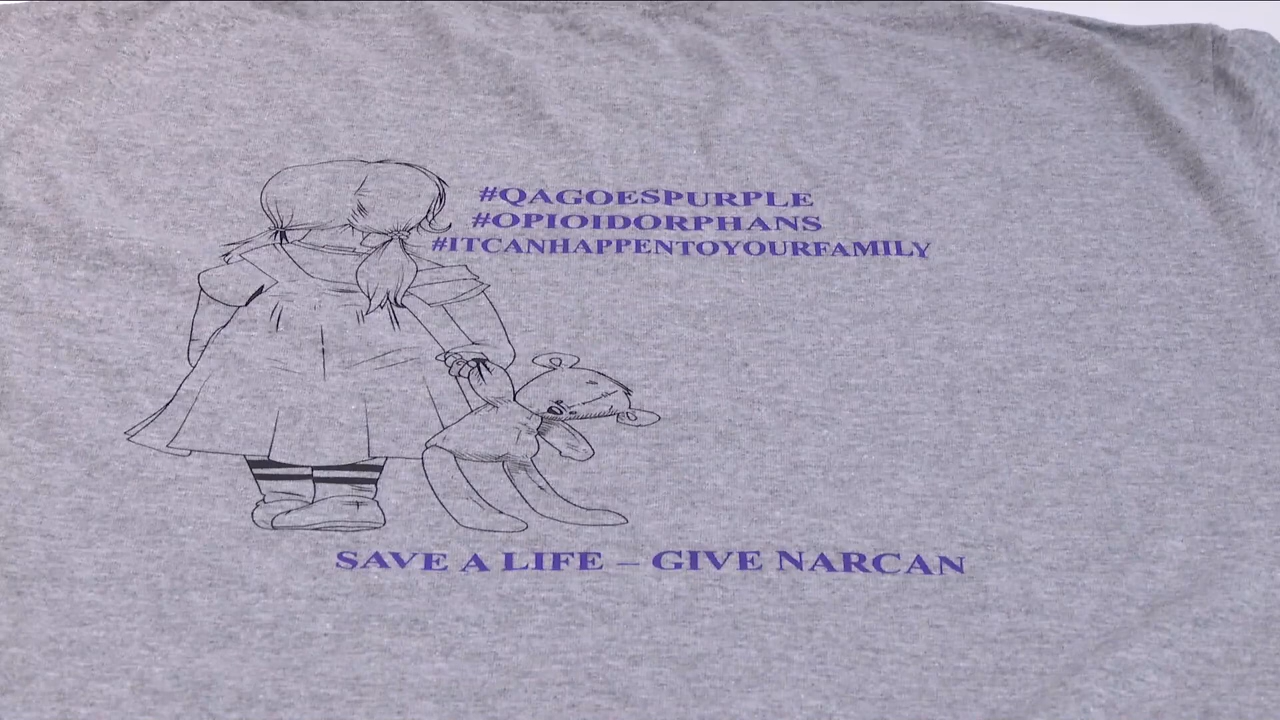 #QAGOESPURPLE
#OPIOIDORPHANS
#ITCANHAPPENTOYOURFAMILY
SAVE A LIFE – GIVE NARCAN